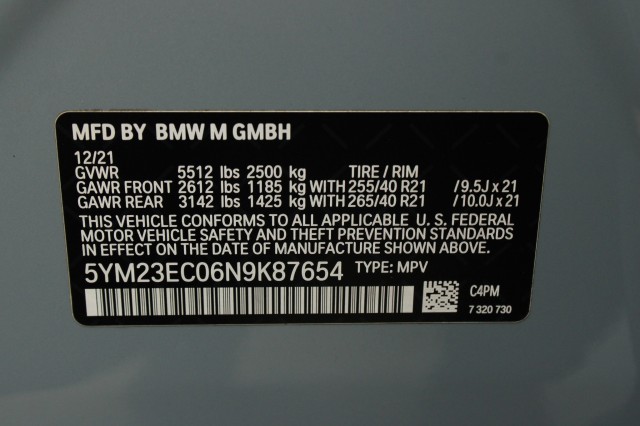 MFD BY BMW M GMBH
12/21
GVWR 5512 lbs 2500 kg TIRE / RIM
GAWR FRONT 2612 lbs 1185 kg WITH 255/40 R21 / 9.5J x 21
GAWR REAR 3142 lbs 1425 kg WITH 265/40 R21 / 10.0J x 21
THIS VEHICLE CONFORMS TO ALL APPLICABLE U. S. FEDERAL
MOTOR VEHICLE SAFETY AND THEFT PREVENTION STANDARDS
IN EFFECT ON THE DATE OF MANUFACTURE SHOWN ABOVE.
5YM23EC06N9K87654 TYPE: MPV
C4PM
7 320 730